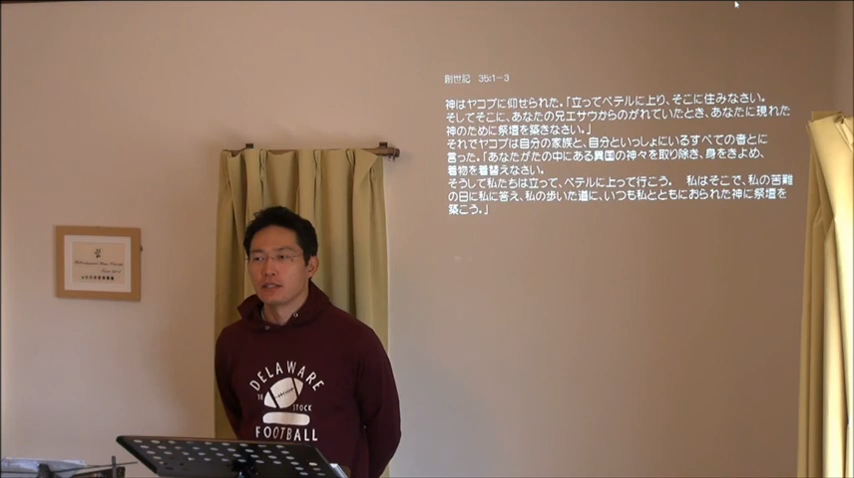 創世記　35:1-3
神はヤコブに仰せられた。「立ってベテルに上り、そこに住みなさい。
そしてそこに、あなたの兄エサウからのがれていたとき、あなたに現れた
神のために祭壇を築きなさい。」
それでヤコブは自分の家族と、自分といっしょにいるすべての者とに
言った。「あなたがたの中にある異国の神々を取り除き、身をきよめ、
着物を着替えなさい。
そうして私たちは立って、ベテルに上って行こう。　私はそこで、私の苦難
の日に私に答え、私の歩いた道に、いつも私とともにおられた神に祭壇を
築こう。」
DELAWARE
STOCK
FOOTBALL